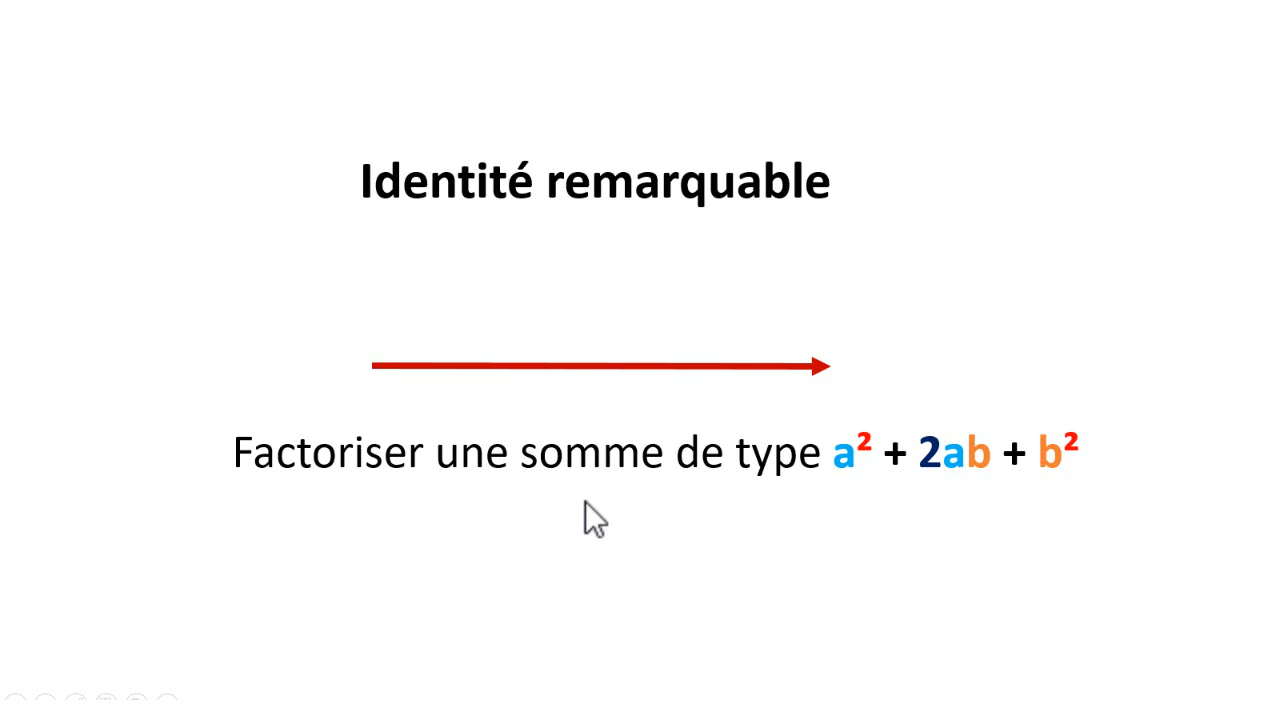 Identité remarquable
Factoriser une somme de type a² + 2ab + b²